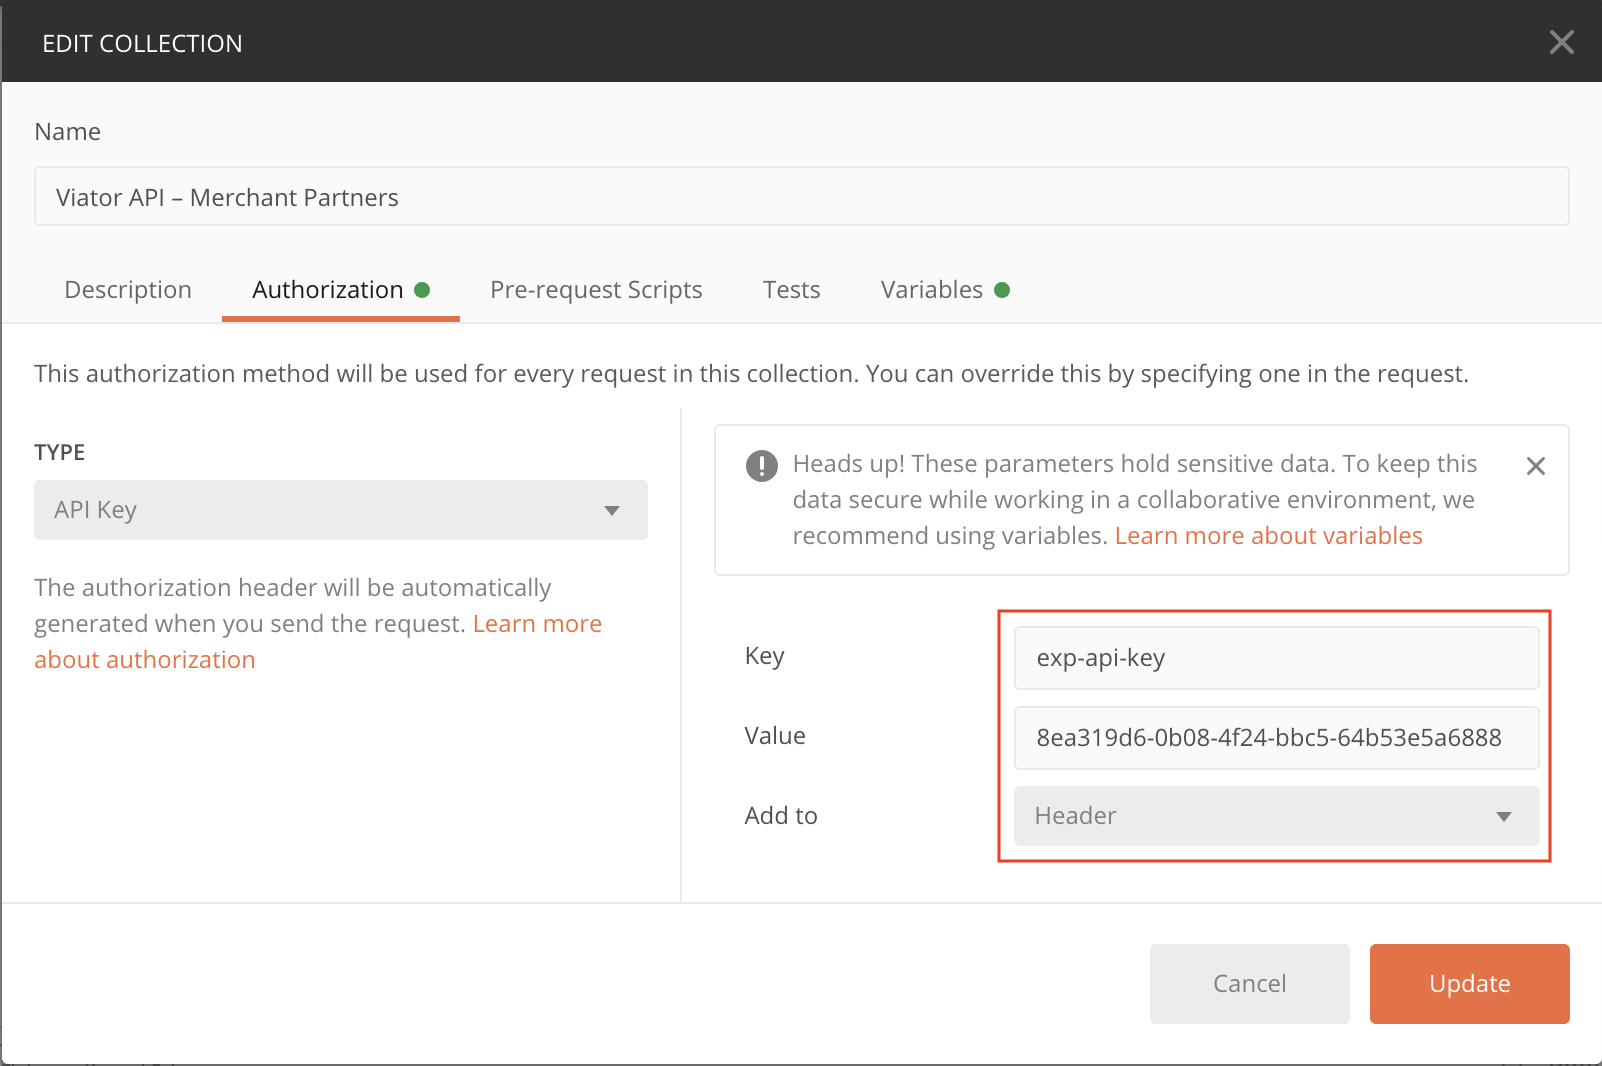 EDIT COLLECTION
Name
Viator API – Merchant Partners
Description
Authorization
Pre-request Scripts
Tests
Variables
This authorization method will be used for every request in this collection. You can override this by specifying one in the request.
TYPE
API Key
The authorization header will be automatically
generated when you send the request. Learn more
about authorization
Heads up! These parameters hold sensitive data. To keep this
data secure while working in a collaborative environment, we
recommend using variables. Learn more about variables
Key
exp-api-key
Value
8ea319d6-0b08-4f24-bbc5-64b53e5a6888
Add to
Header
Cancel
Update